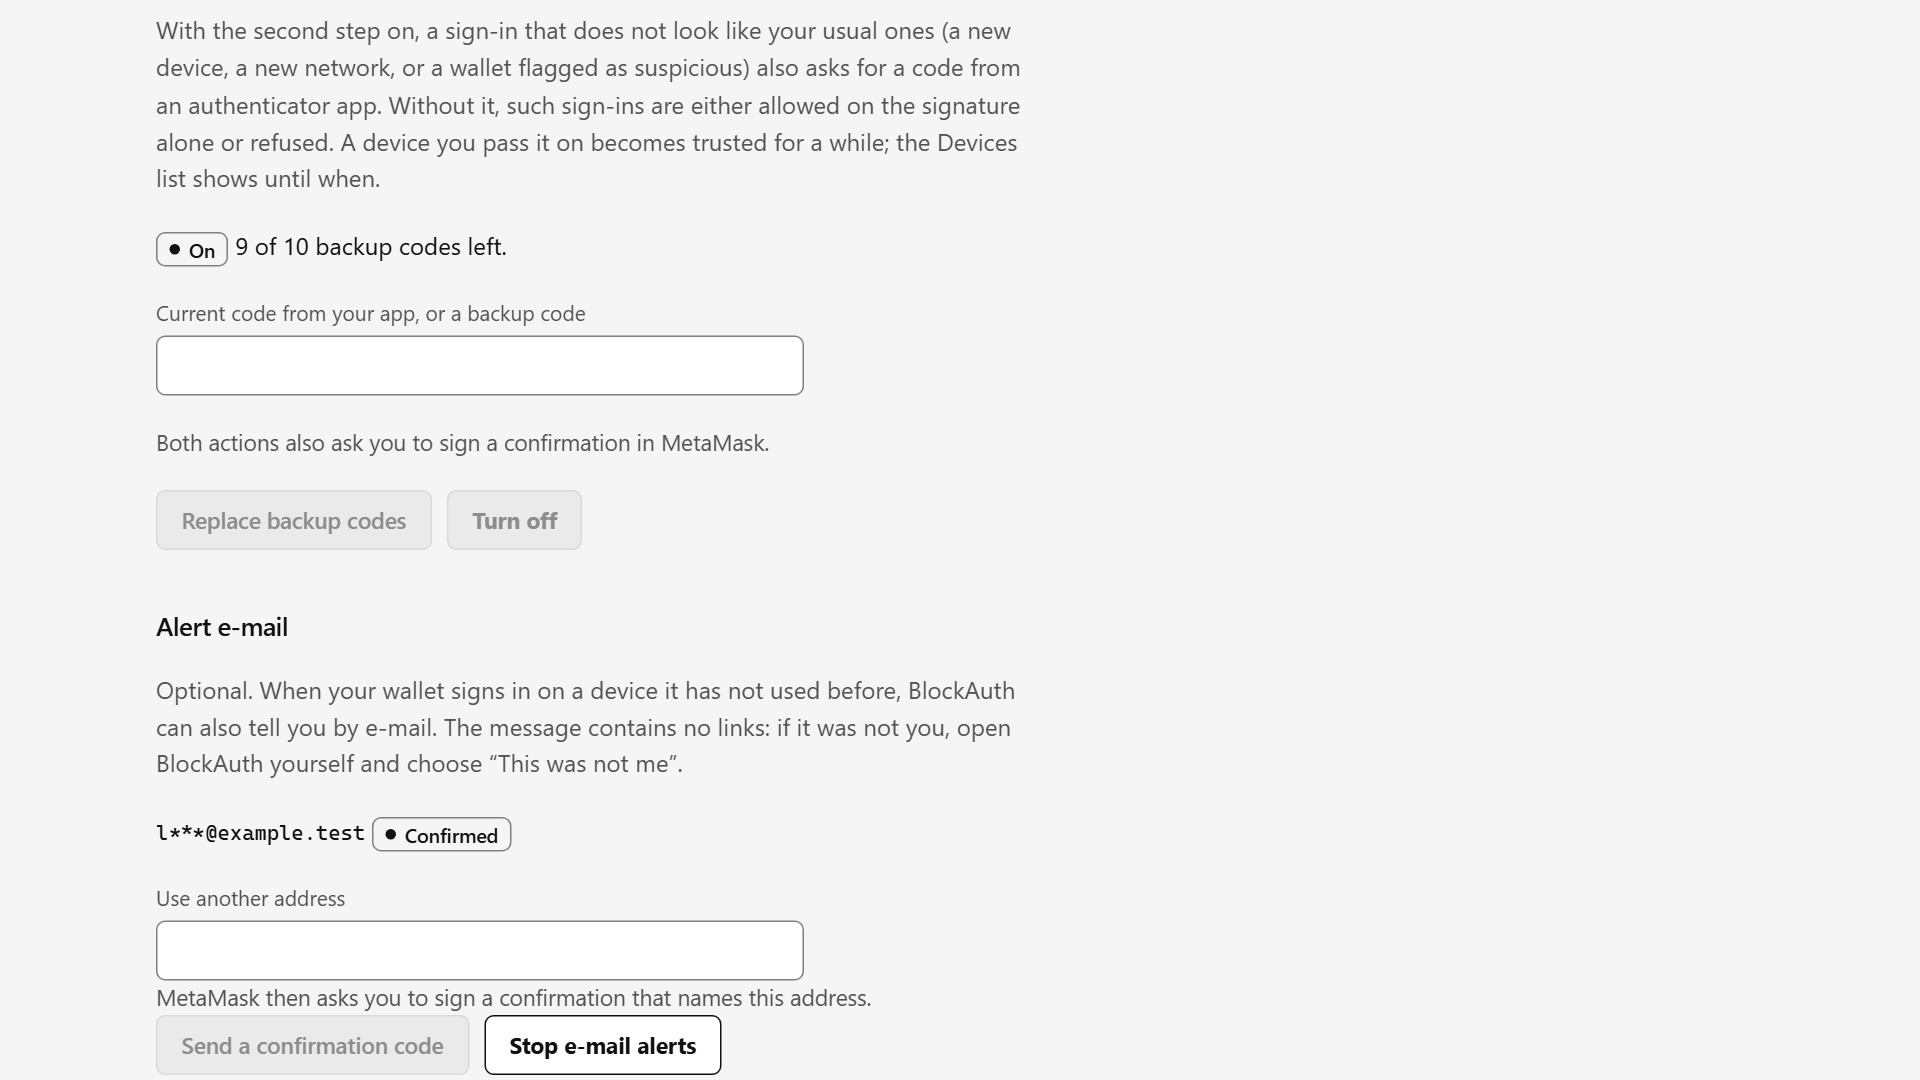 With the second step on, a sign-in that does not look like your usual ones (a new
device, a new network, or a wallet flagged as suspicious) also asks for a code from
an authenticator app. Without it, such sign-ins are either allowed on the signature
alone or refused. A device you pass it on becomes trusted for a while; the Devices
list shows until when.
On 9 of 10 backup codes left.
Current code from your app, or a backup code
Both actions also ask you to sign a confirmation in MetaMask.
Replace backup codes Turn off
Alert e-mail
Optional. When your wallet signs in on a device it has not used before, BlockAuth
can also tell you by e-mail. The message contains no links: if it was not you, open
BlockAuth yourself and choose “This was not me”.
l***@example.test Confirmed
Use another address
MetaMask then asks you to sign a confirmation that names this address.
Send a confirmation code Stop e-mail alerts